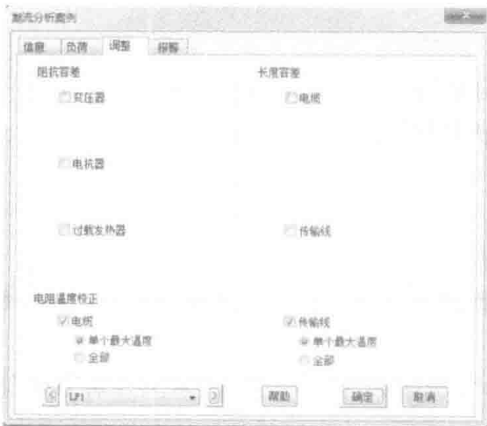 潮流分析案例
信息 负荷 调整 报警
阻抗容差 长度容差
变压器 电缆
电抗器
过载发热器 传输线
电阻温度校正
电缆 传输线
单个最大温度 单个最大温度
全部 全部
LF1 帮助 确定 取消